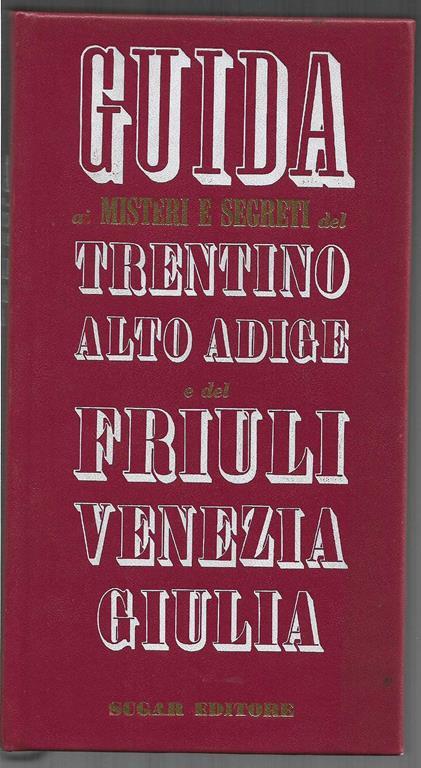 GUIDA
ai MISTERI E SEGRETI del
TRENTINO
ALTO ADIGE
e del
FRIULI
VENEZIA
GIULIA
SUGAR EDITORE